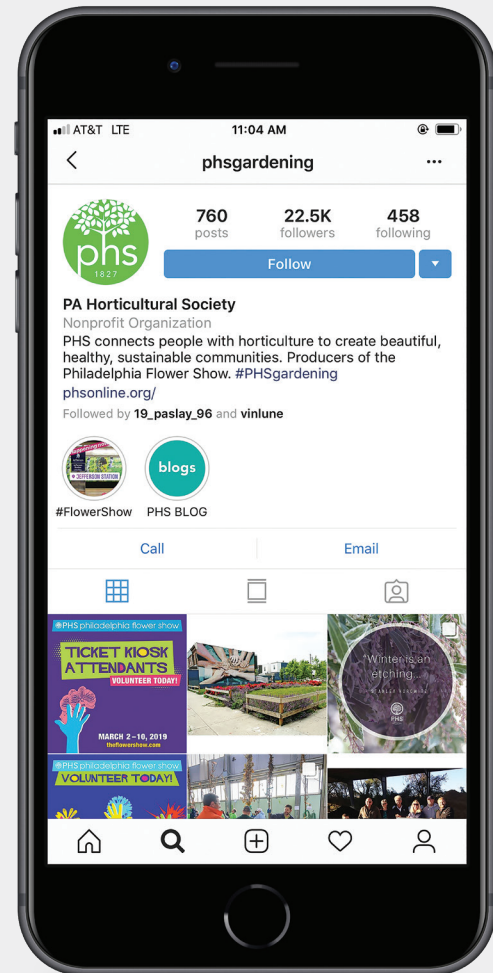 AT&T LTE 11:04 AM
phsgardening
760 22.5K 458
posts followers following
phs
1827
Follow
PA Horticultural Society
Nonprofit Organization
PHS connects people with horticulture to create beautiful,
healthy, sustainable communities. Producers of the
Philadelphia Flower Show. #PHSgardening
phsonline.org/
Followed by 19_paslay_96 and vinlune
JEFFERSON STATION
blogs
#FlowerShow PHS BLOG
Call Email
PHS philadelphia flower show
TICKET KIOSK
ATTENDANTS
VOLUNTEER TODAY!
MARCH 2–10, 2019
theflowershow.com
"Winter is an
etching...
PHS
PHS philadelphia flower show
VOLUNTEER TODAY!